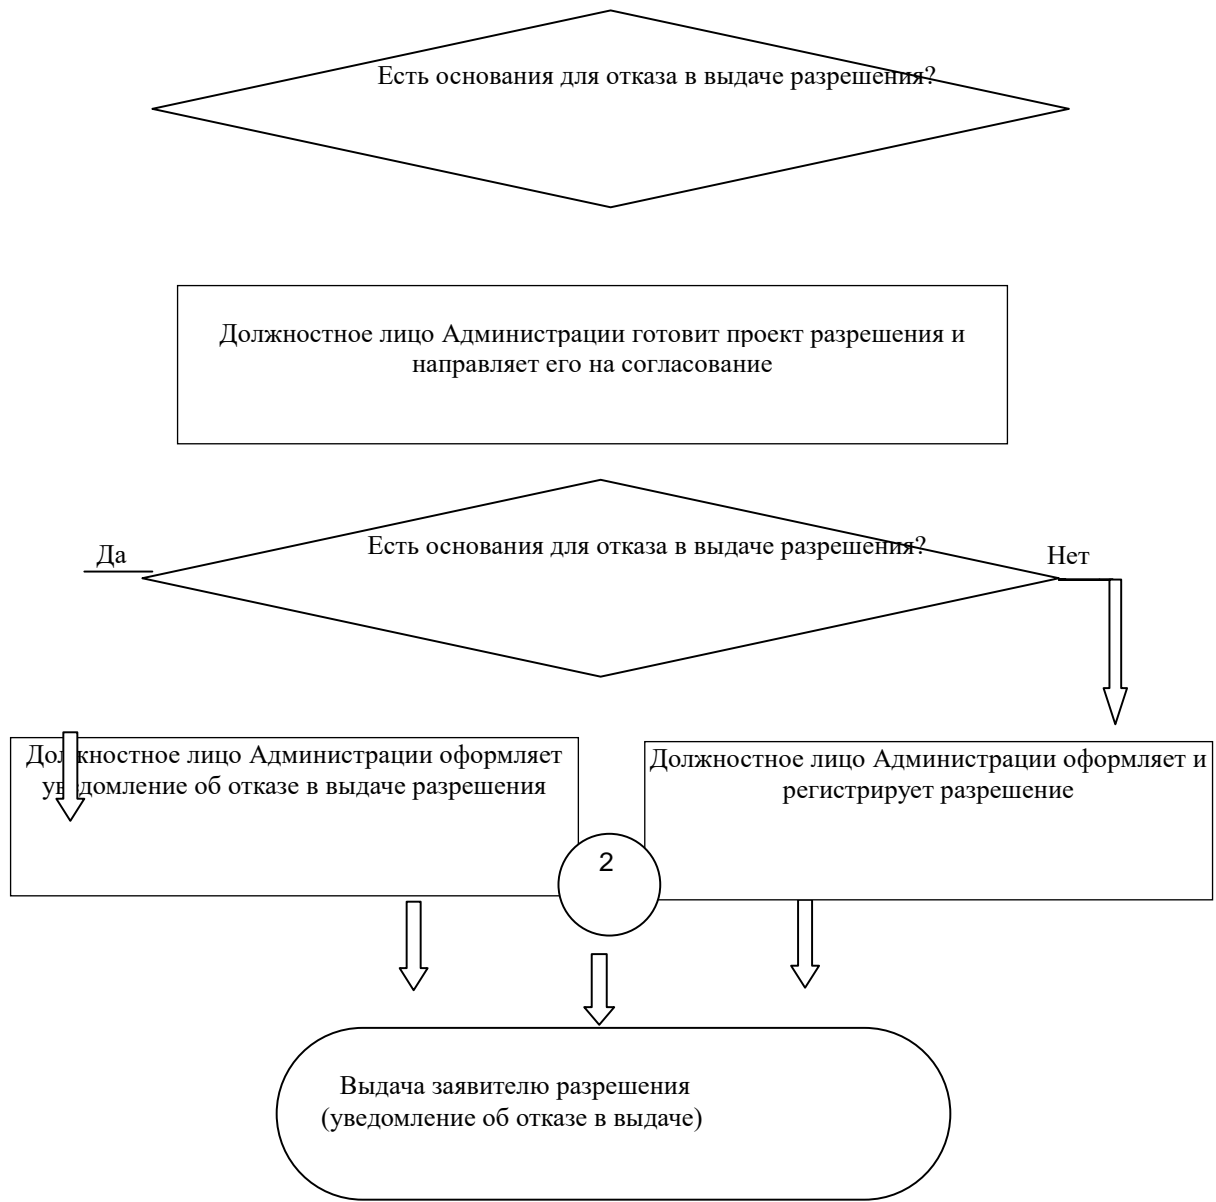 Есть основания для отказа в выдаче разрешения?
Должностное лицо Администрации готовит проект разрешения и
направляет его на согласование
Есть основания для отказа в выдаче разрешения?
Да
Нет
Должностное лицо Администрации оформляет
уведомление об отказе в выдаче разрешения
Должностное лицо Администрации оформляет и
регистрирует разрешение
2
Выдача заявителю разрешения
(уведомление об отказе в выдаче)